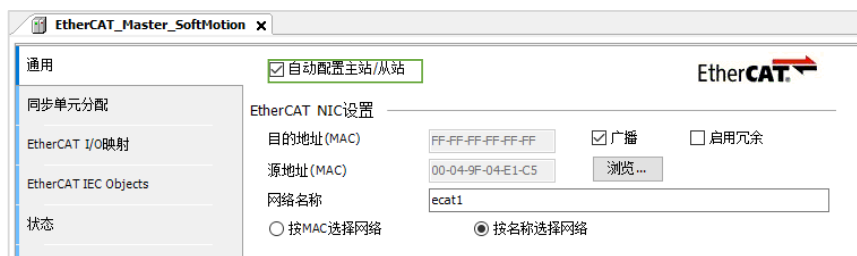 EtherCAT_Master_SoftMotion
通用
自动配置主站/从站
EtherCAT
同步单元分配
EtherCAT NIC设置
EtherCAT I/O映射
目的地址(MAC) FF-FF-FF-FF-FF-FF 广播 启用冗余
源地址(MAC) 00-04-9F-04-E1-C5 浏览...
EtherCAT IEC Objects
网络名称 ecat1
状态
按MAC选择网络 按名称选择网络